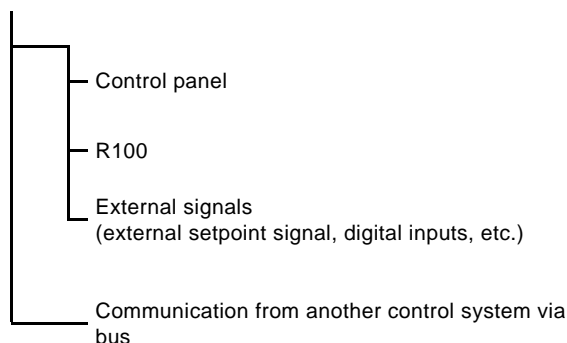 Control panel
R100
External signals
(external setpoint signal, digital inputs, etc.)
Communication from another control system via
bus